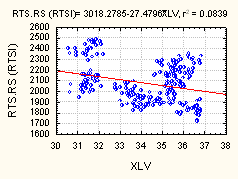 RTS.RS (RTSI)= 3018.2785-27.4796*XLV, r² = 0.0839
RTS.RS (RTSI)
2600
2500
2400
2300
2200
2100
2000
1900
1800
1700
1600
30 31 32 33 34 35 36 37 38
XLV